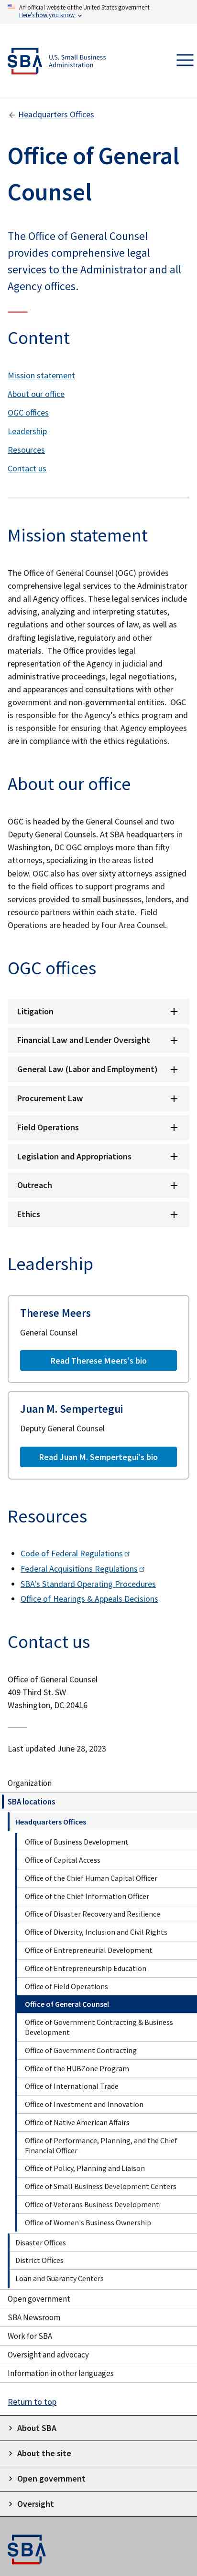 An official website of the United States government
Here's how you know
SBA U.S. Small Business
Administration
Headquarters Offices
Office of General
Counsel
The Office of General Counsel
provides comprehensive legal
services to the Administrator and all
Agency offices.
Content
Mission statement
About our office
OGC offices
Leadership
Resources
Contact us
Mission statement
The Office of General Counsel (OGC) provides
comprehensive legal services to the Administrator
and all Agency offices. These legal services include
advising, analyzing and interpreting statutes,
regulations and other sources of law, as well as
drafting legislative, regulatory and other
materials. The Office provides legal
representation of the Agency in judicial and
administrative proceedings, legal negotiations,
and appearances and consultations with other
government and non-governmental entities. OGC
is responsible for the Agency's ethics program and
is responsible for ensuring that Agency employees
are in compliance with the ethics regulations.
About our office
OGC is headed by the General Counsel and two
Deputy General Counsels. At SBA headquarters in
Washington, DC OGC employs more than fifty
attorneys, specializing in the areas listed
below. OGC also has over sixty attorneys assigned
to the field offices to support programs and
services provided to small businesses, lenders, and
resource partners within each state. Field
Operations are headed by four Area Counsel.
OGC offices
Litigation
Financial Law and Lender Oversight
General Law (Labor and Employment)
Procurement Law
Field Operations
Legislation and Appropriations
Outreach
Ethics
Leadership
Therese Meers
General Counsel
Read Therese Meers's bio
Juan M. Sempertegui
Deputy General Counsel
Read Juan M. Sempertegui's bio
Resources
Code of Federal Regulations
Federal Acquisitions Regulations
SBA's Standard Operating Procedures
Office of Hearings & Appeals Decisions
Contact us
Office of General Counsel
409 Third St. SW
Washington, DC 20416
Last updated June 28, 2023
Organization
SBA locations
Headquarters Offices
Office of Business Development
Office of Capital Access
Office of the Chief Human Capital Officer
Office of the Chief Information Officer
Office of Disaster Recovery and Resilience
Office of Diversity, Inclusion and Civil Rights
Office of Entrepreneurial Development
Office of Entrepreneurship Education
Office of Field Operations
Office of General Counsel
Office of Government Contracting & Business
Development
Office of Government Contracting
Office of the HUBZone Program
Office of International Trade
Office of Investment and Innovation
Office of Native American Affairs
Office of Performance, Planning, and the Chief
Financial Officer
Office of Policy, Planning and Liaison
Office of Small Business Development Centers
Office of Veterans Business Development
Office of Women's Business Ownership
Disaster Offices
District Offices
Loan and Guaranty Centers
Open government
SBA Newsroom
Work for SBA
Oversight and advocacy
Information in other languages
Return to top
About SBA
About the site
Open government
Oversight
SBA